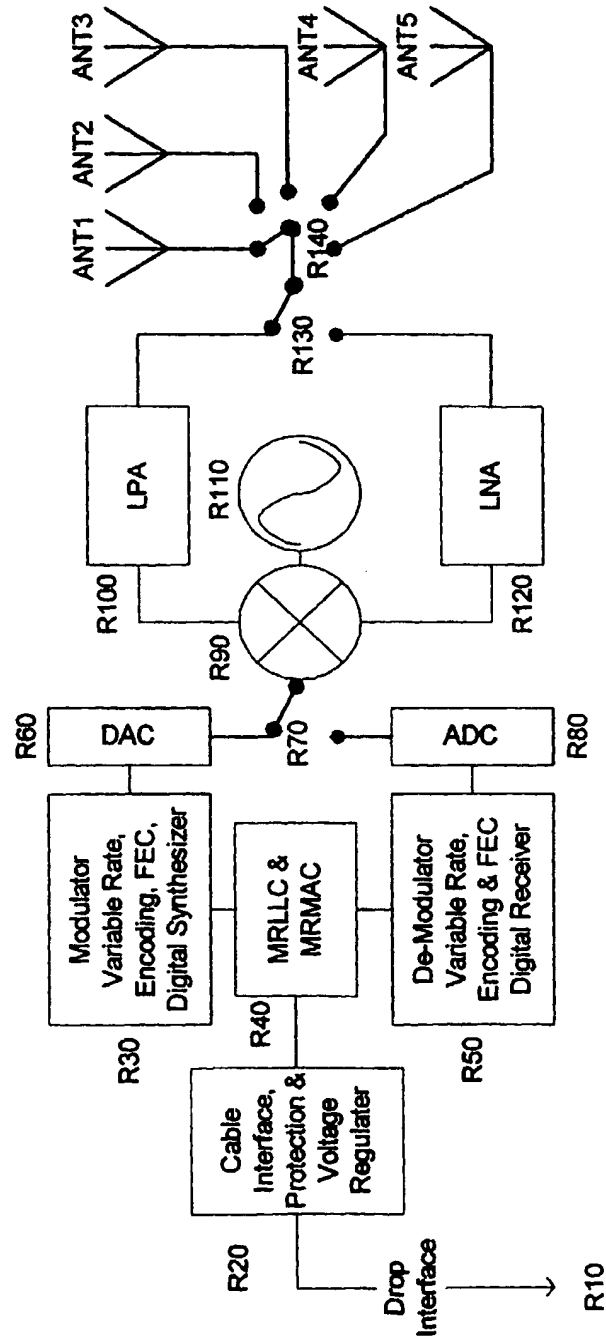 ANT1
ANT2
ANT3
ANT4
ANT5
R140
R130
LPA
R100
R110
R90
LNA
R120
R60
DAC
R70
ADC
R80
Modulator
Variable Rate,
Encoding, FEC,
Digital Synthesizer
R30
MRLLC &
MRMAC
R40
De-Modulator
Variable Rate,
Encoding & FEC
Digital Receiver
R50
Cable
Interface,
Protection &
Voltage
Regulater
R20
Drop
Interface
R10